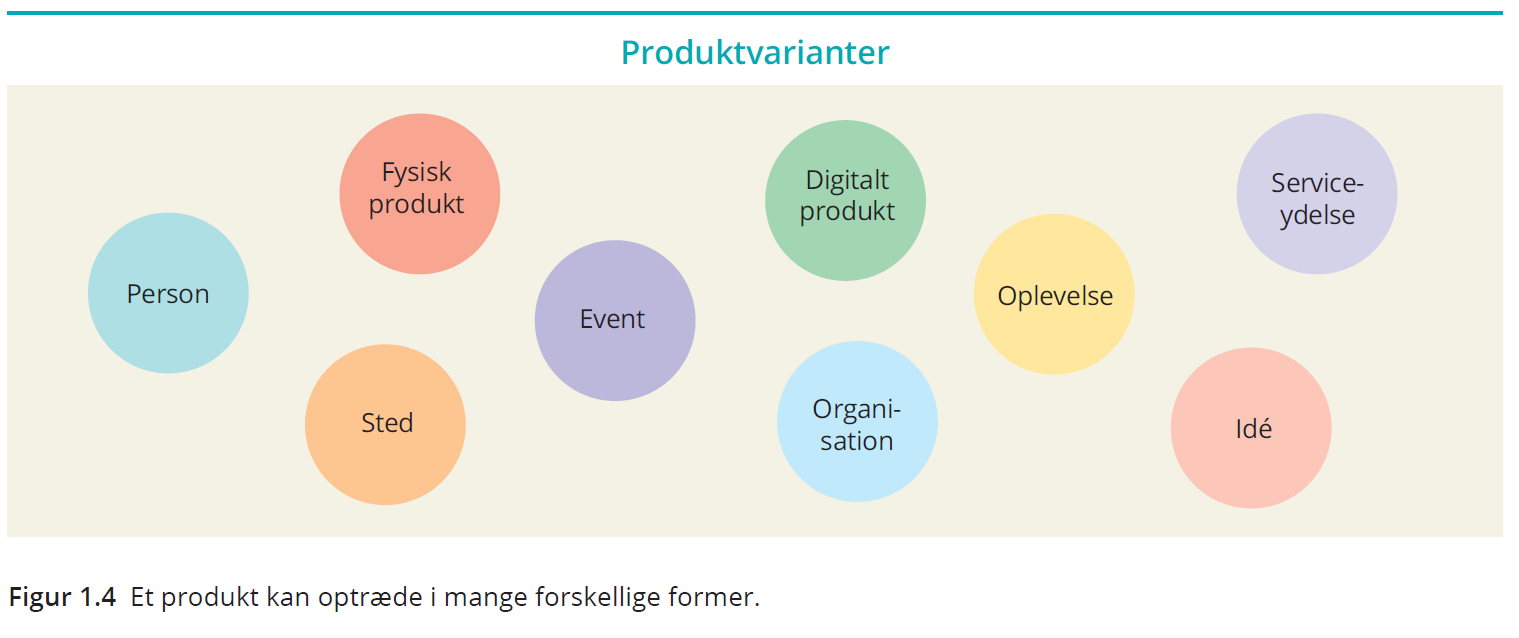 Produktvarianter
Fysisk
produkt
Digitalt
produkt
Service-
ydelse
Person
Event
Oplevelse
Sted
Organi-
sation
Idé
Figur 1.4 Et produkt kan optræde i mange forskellige former.